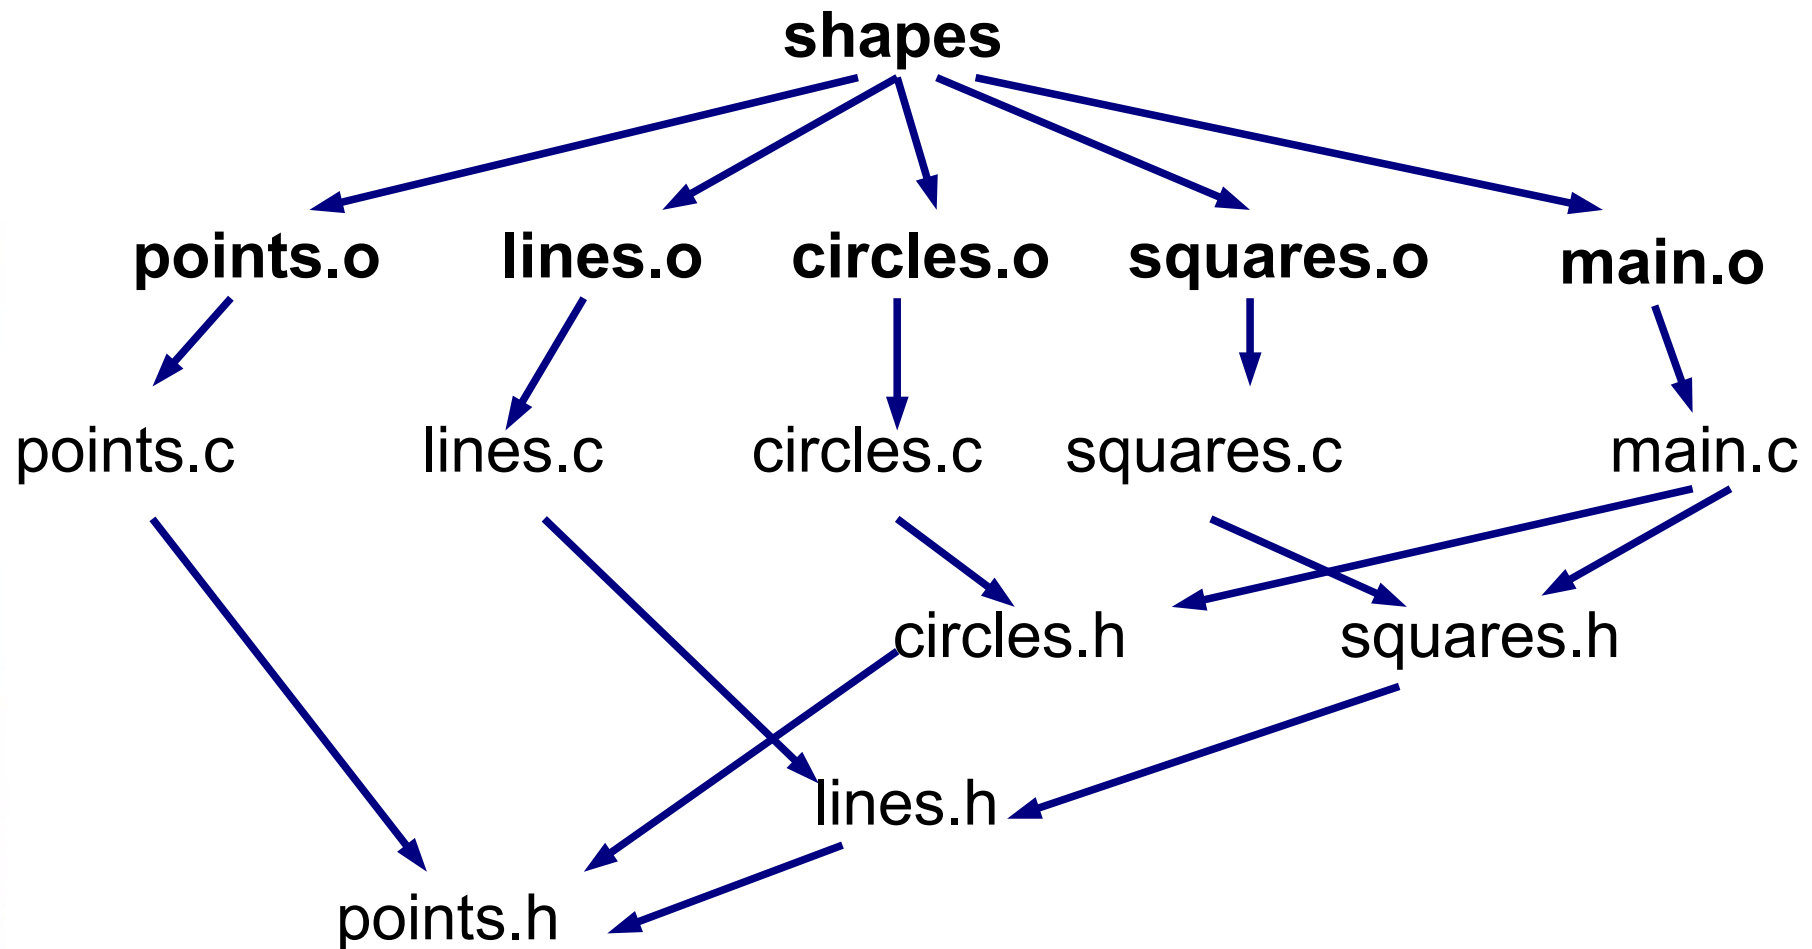 shapes
points.o lines.o circles.o squares.o main.o
points.c lines.c circles.c squares.c main.c
circles.h squares.h
lines.h
points.h